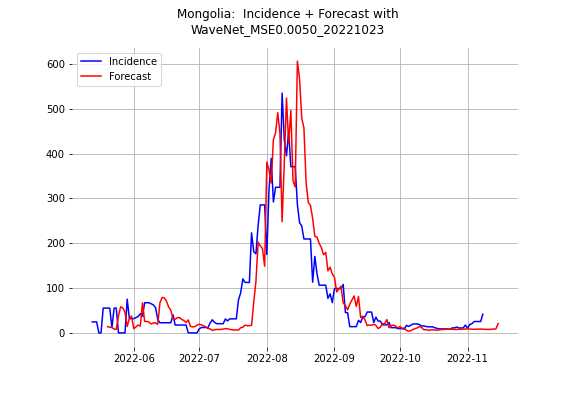 Mongolia:  Incidence + Forecast with
WaveNet_MSE0.0050_20221023
Incidence
Forecast
600
500
400
300
200
100
0
2022-06 2022-07 2022-08 2022-09 2022-10 2022-11